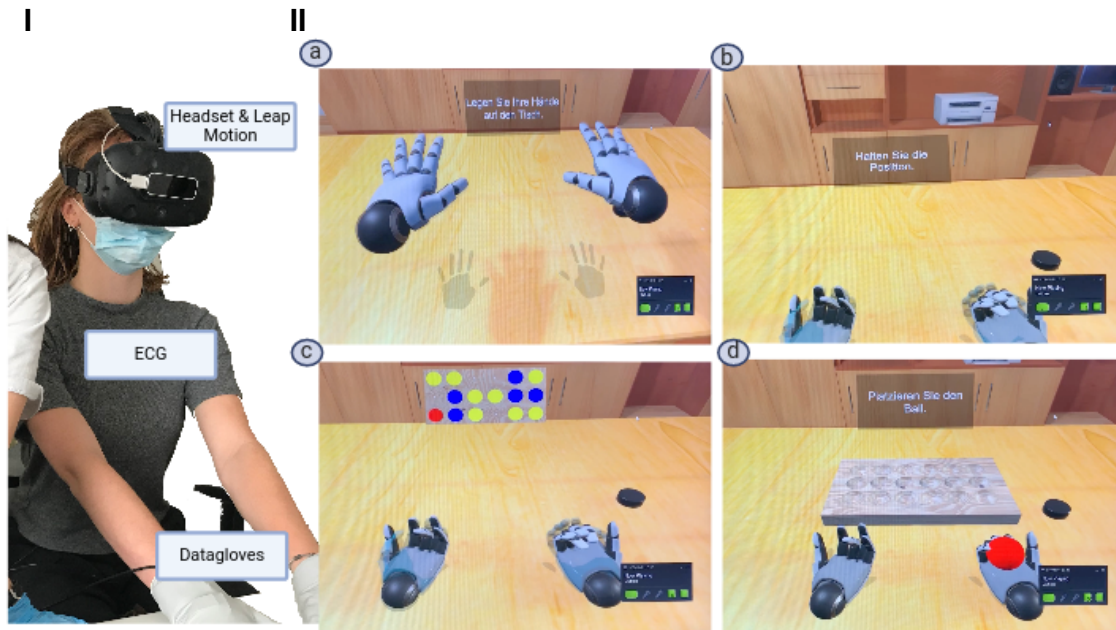 I
II
a
b
Headset & Leap
Motion
Legen Sie Ihre Hände
auf den Tisch.
Halten Sie die
Position.
c
d
ECG
Platzieren Sie den
Ball.
Datagloves